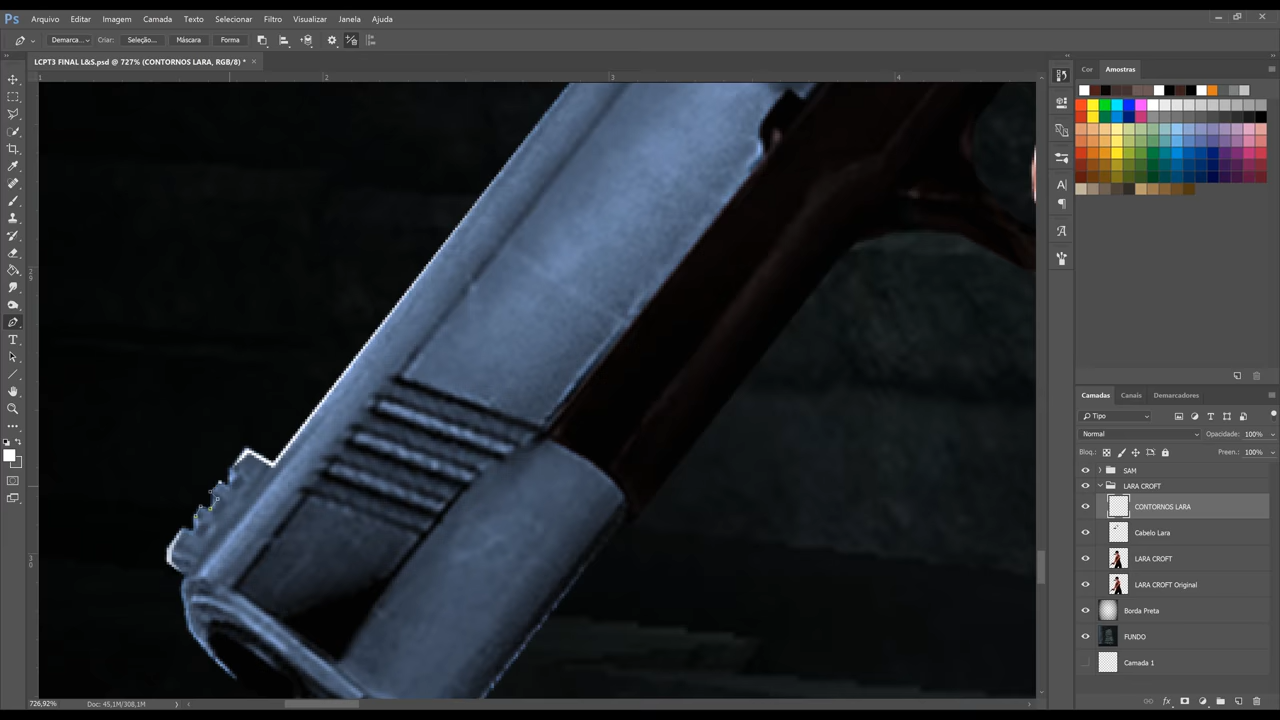 Ps Arquivo Editar Imagem Camada Texto Selecionar Filtro Visualizar Janela Ajuda
Demarca... Criar: Seleção... Máscara Forma
LCPT3 FINAL L&S.psd @ 727% (CONTORNOS LARA, RGB/8) *
Cor Amostras
1 2 3 4
29
30
Camadas Canais Demarcadores
Tipo
Normal Opacidade: 100%
Bloq.: Preen.: 100%
SAM
LARA CROFT
CONTORNOS LARA
Cabelo Lara
LARA CROFT
LARA CROFT Original
Borda Preta
FUNDO
Camada 1
726,92% Doc: 45,1M/308,1M